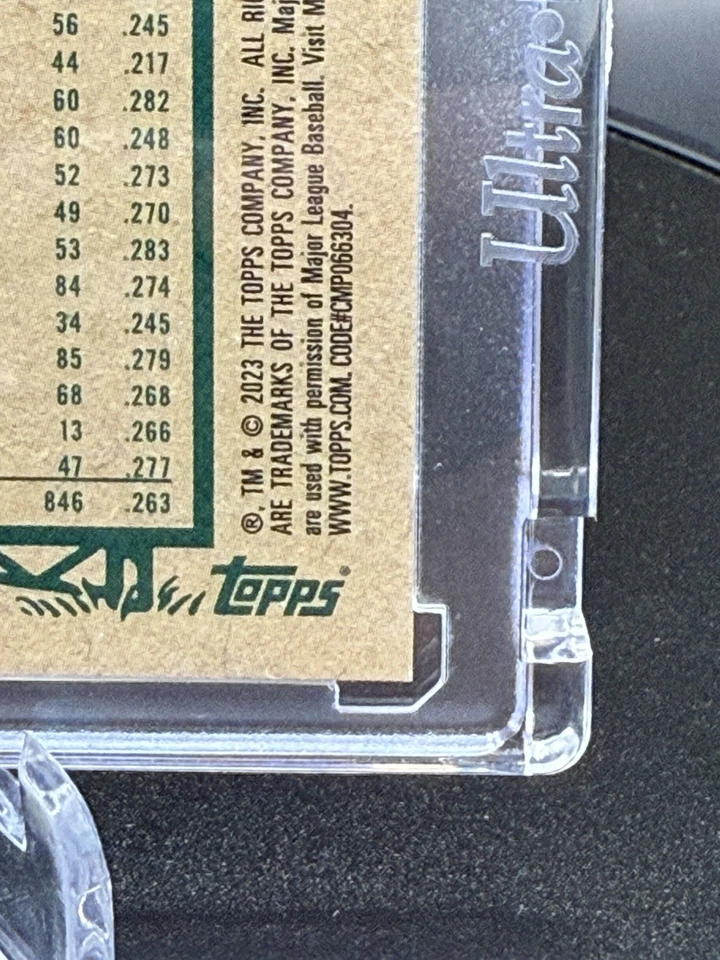 56 .245
44 .217
60 .282
60 .248
52 .273
49 .270
53 .283
84 .274
34 .245
85 .279
68 .268
13 .266
47 .277
846 .263
®, TM & © 2023 THE TOPPS COMPANY, INC. ALL
ARE TRADEMARKS OF THE TOPPS COMPANY, INC.
are used with permission of Major League Baseball. Visit
WWW.TOPPS.COM. CODE#CMP066304.
topps®
Ultra